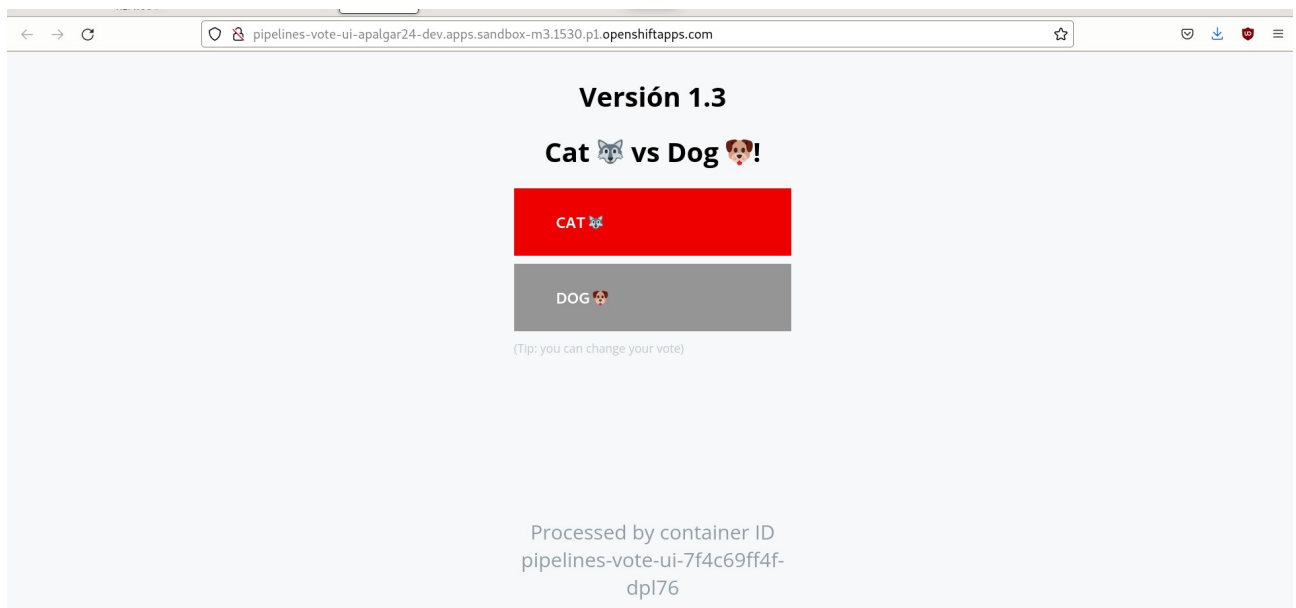 pipelines-vote-ui-apalgar24-dev.apps.sandbox-m3.1530.p1.openshiftapps.com
Versión 1.3
Cat 🐺 vs Dog 🐶!
CAT 🐺
DOG 🐶
(Tip: you can change your vote)
Processed by container ID
pipelines-vote-ui-7f4c69ff4f-
dpl76